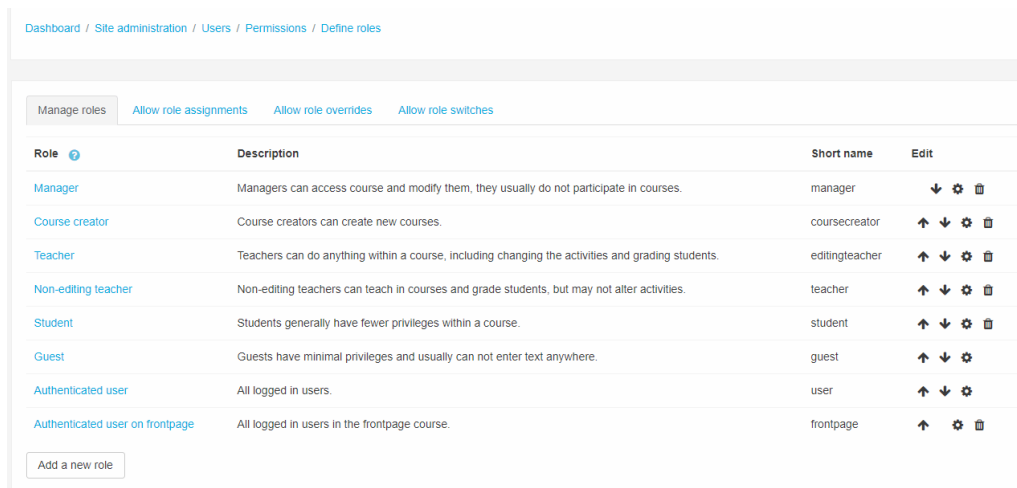 Dashboard / Site administration / Users / Permissions / Define roles
Manage roles Allow role assignments Allow role overrides Allow role switches
Role ? Description Short name Edit
Manager Managers can access course and modify them, they usually do not participate in courses. manager
Course creator Course creators can create new courses. coursecreator
Teacher Teachers can do anything within a course, including changing the activities and grading students. editingteacher
Non-editing teacher Non-editing teachers can teach in courses and grade students, but may not alter activities. teacher
Student Students generally have fewer privileges within a course. student
Guest Guests have minimal privileges and usually can not enter text anywhere. guest
Authenticated user All logged in users. user
Authenticated user on frontpage All logged in users in the frontpage course. frontpage
Add a new role